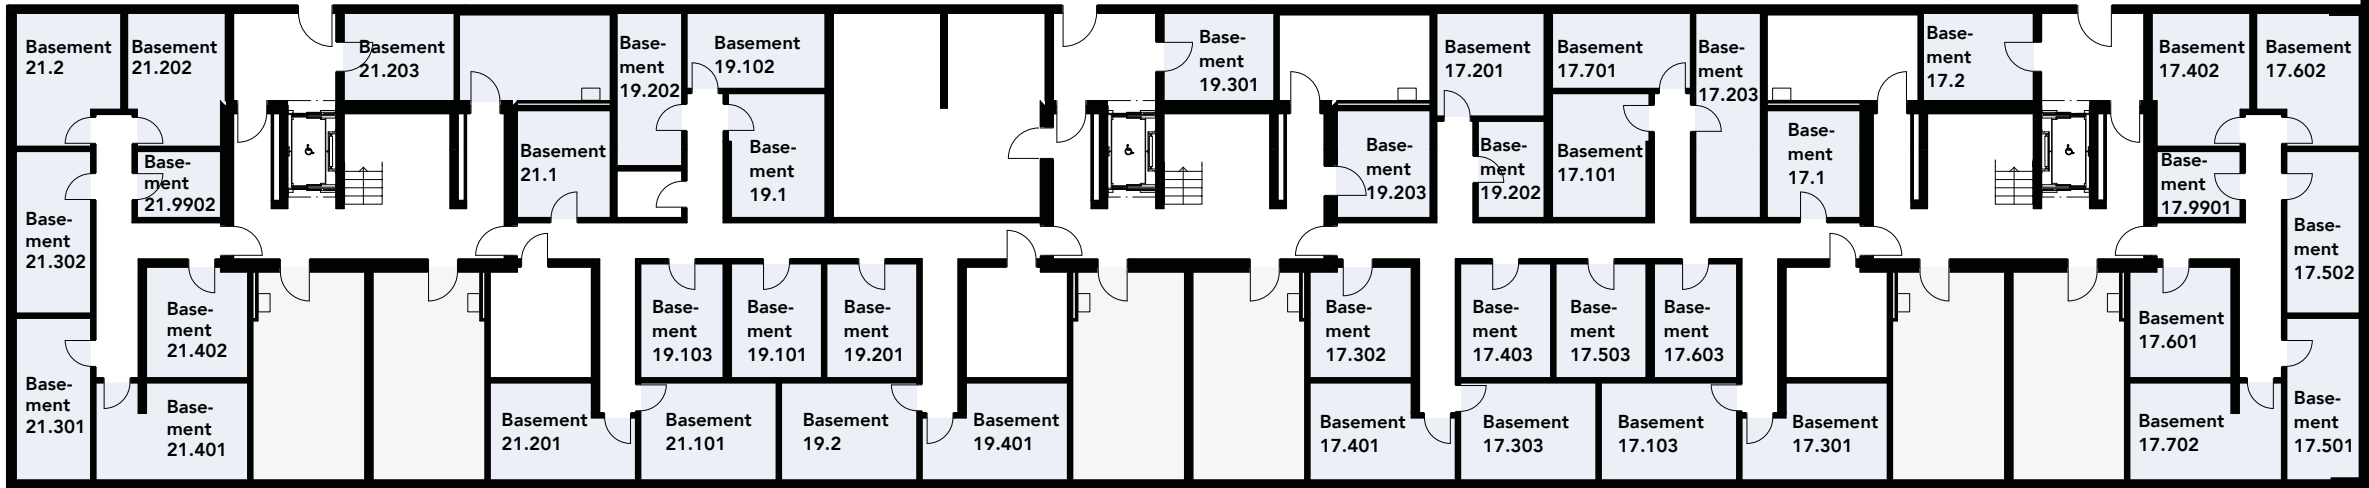 Basement
21.2
Basement
21.202
Basement
21.203
Base-
ment
19.202
Basement
19.102
Base-
ment
19.301
Basement
17.201
Basement
17.701
Base-
ment
17.203
Base-
ment
17.2
Basement
17.402
Basement
17.602
Base-
ment
21.9902
Basement
21.1
Base-
ment
19.1
Base-
ment
19.203
Base-
ment
19.202
Basement
17.101
Base-
ment
17.1
Base-
ment
17.9901
Base-
ment
21.302
Base-
ment
17.502
Base-
ment
21.402
Base-
ment
19.103
Base-
ment
19.101
Base-
ment
19.201
Base-
ment
17.302
Base-
ment
17.403
Base-
ment
17.503
Base-
ment
17.603
Basement
17.601
Base-
ment
21.301
Base-
ment
21.401
Basement
21.201
Basement
21.101
Basement
19.2
Basement
19.401
Basement
17.401
Basement
17.303
Basement
17.103
Basement
17.301
Basement
17.702
Base-
ment
17.501